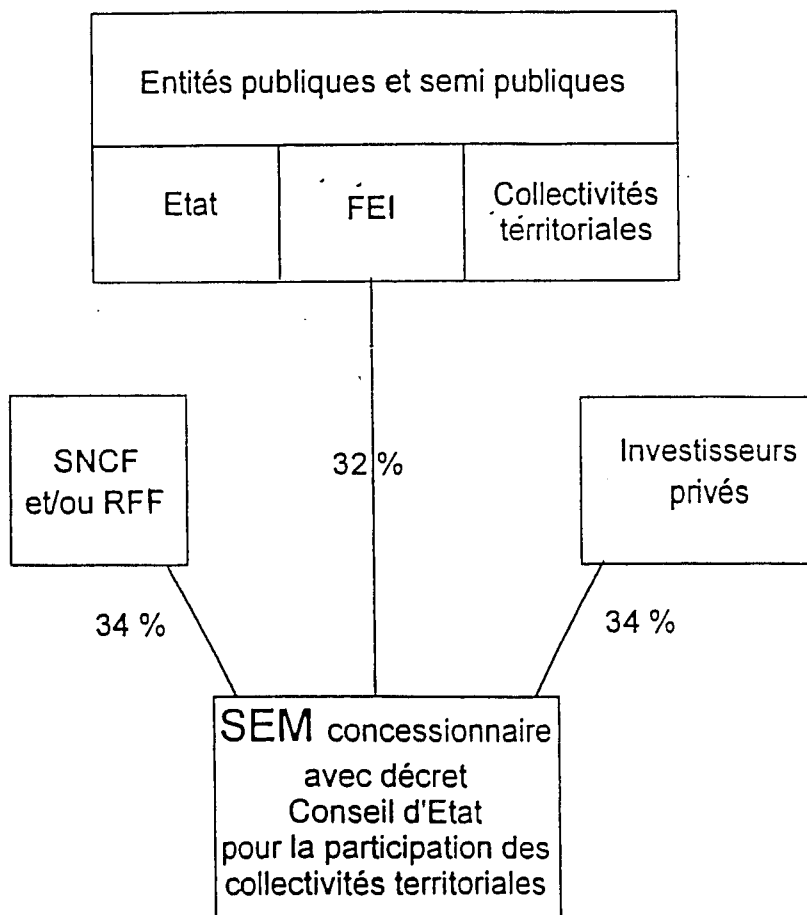 Entités publiques et semi publiques
Etat
FEI
Collectivités
térritoriales
SNCF
et/ou RFF
32 %
Investisseurs
privés
34 %
34 %
SEM concessionnaire
avec décret
Conseil d'Etat
pour la participation des
collectivités territoriales